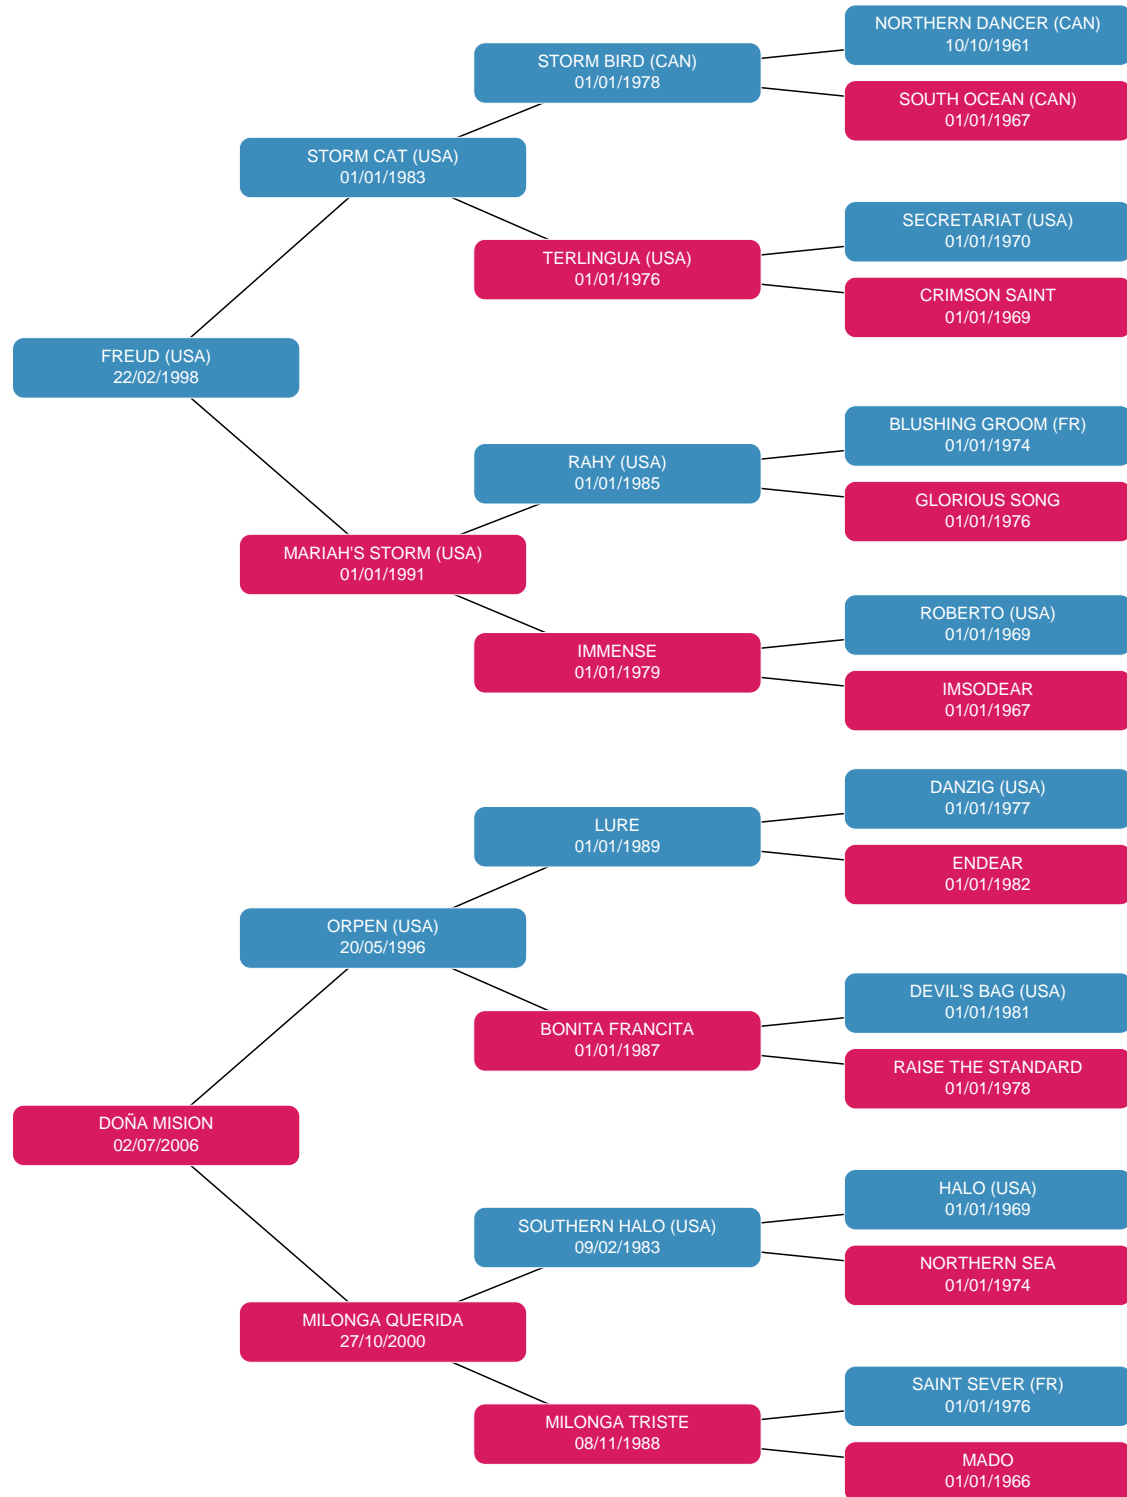 NORTHERN DANCER (CAN)
10/10/1961
STORM BIRD (CAN)
01/01/1978
SOUTH OCEAN (CAN)
01/01/1967
STORM CAT (USA)
01/01/1983
SECRETARIAT (USA)
01/01/1970
TERLINGUA (USA)
01/01/1976
CRIMSON SAINT
01/01/1969
FREUD (USA)
22/02/1998
BLUSHING GROOM (FR)
01/01/1974
RAHY (USA)
01/01/1985
GLORIOUS SONG
01/01/1976
MARIAH'S STORM (USA)
01/01/1991
ROBERTO (USA)
01/01/1969
IMMENSE
01/01/1979
IMSODEAR
01/01/1967
DANZIG (USA)
01/01/1977
LURE
01/01/1989
ENDEAR
01/01/1982
ORPEN (USA)
20/05/1996
DEVIL'S BAG (USA)
01/01/1981
BONITA FRANCITA
01/01/1987
RAISE THE STANDARD
01/01/1978
DOÑA MISION
02/07/2006
HALO (USA)
01/01/1969
SOUTHERN HALO (USA)
09/02/1983
NORTHERN SEA
01/01/1974
MILONGA QUERIDA
27/10/2000
SAINT SEVER (FR)
01/01/1976
MILONGA TRISTE
08/11/1988
MADO
01/01/1966